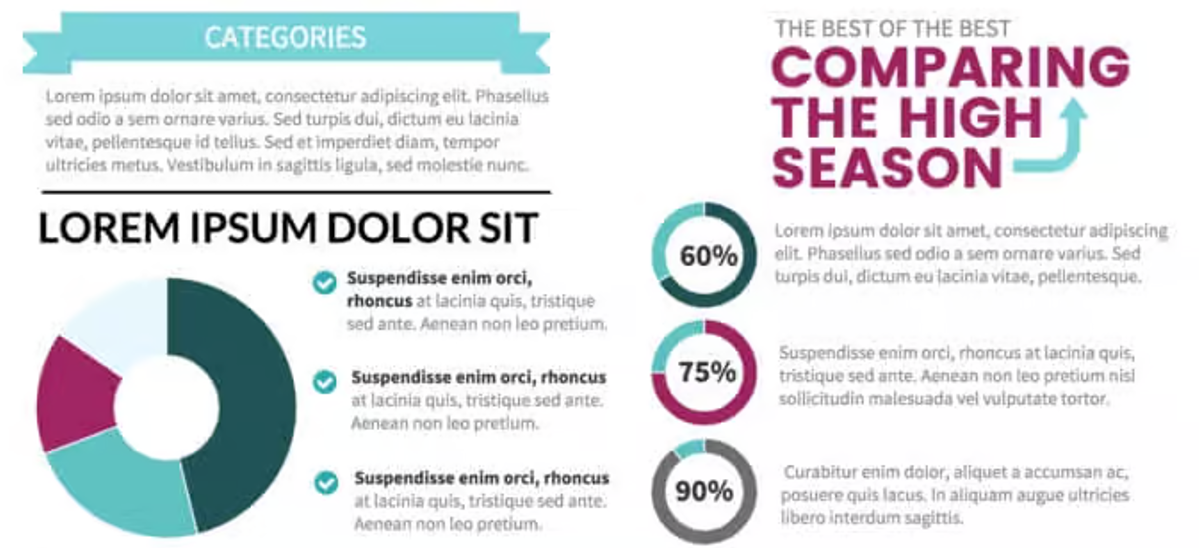 CATEGORIES
Lorem ipsum dolor sit amet, consectetur adipiscing elit. Phasellus
sed odio a sem ornare varius. Sed turpis dui, dictum eu lacinia
vitae, pellentesque id tellus. Sed et imperdiet diam, tempor
ultricies metus. Vestibulum in sagittis ligula, sed molestie nunc.
LOREM IPSUM DOLOR SIT
Suspendisse enim orci,
rhoncus at lacinia quis, tristique
sed ante. Aenean non leo pretium.
Suspendisse enim orci, rhoncus
at lacinia quis, tristique sed ante.
Aenean non leo pretium.
Suspendisse enim orci, rhoncus
at lacinia quis, tristique sed ante.
Aenean non leo pretium.
THE BEST OF THE BEST
COMPARING
THE HIGH
SEASON
60%
Lorem ipsum dolor sit amet, consectetur adipiscing
elit. Phasellus sed odio a sem ornare varius. Sed
turpis dui, dictum eu lacinia vitae, pellentesque.
75%
Suspendisse enim orci, rhoncus at lacinia quis,
tristique sed ante. Aenean non leo pretium nisl
sollicitudin malesuada vel vulputate tortor.
90%
Curabitur enim dolor, aliquet a accumsan ac,
posuere quis lacus. In aliquam augue ultricies
libero interdum sagittis.